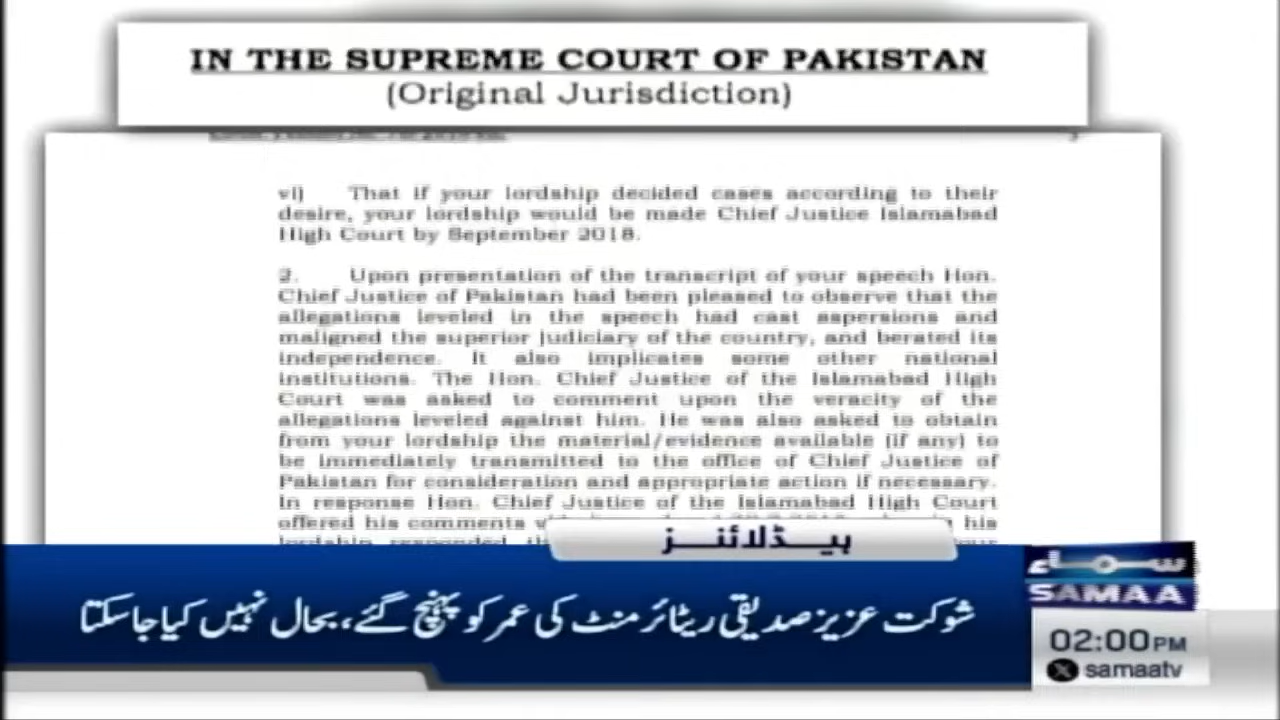 IN THE SUPREME COURT OF PAKISTAN
(Original Jurisdiction)
vi) That if your lordship decided cases according to their
desire, your lordship would be made Chief Justice Islamabad
High Court by September 2018.
2. Upon presentation of the transcript of your speech Hon.
Chief Justice of Pakistan had been pleased to observe that the
allegations leveled in the speech had cast aspersions and
maligned the superior judiciary of the country, and berated its
independence. It also implicates some other national
institutions. The Hon. Chief Justice of the Islamabad High
Court was asked to comment upon the veracity of the
allegations leveled against him. He was also asked to obtain
from your lordship the material/evidence available (if any) to
be immediately transmitted to the office of Chief Justice of
Pakistan for consideration and appropriate action if necessary.
In response Hon. Chief Justice of the Islamabad High Court
offered his comments his
lordship responded
ہیڈلائنز
شوکت عزیز صدیقی ریٹائرمنٹ کی عمر کو پہنچ گئے، بحال نہیں کیا جا سکتا
سماء
SAMAA
02:00 PM
X samaatv